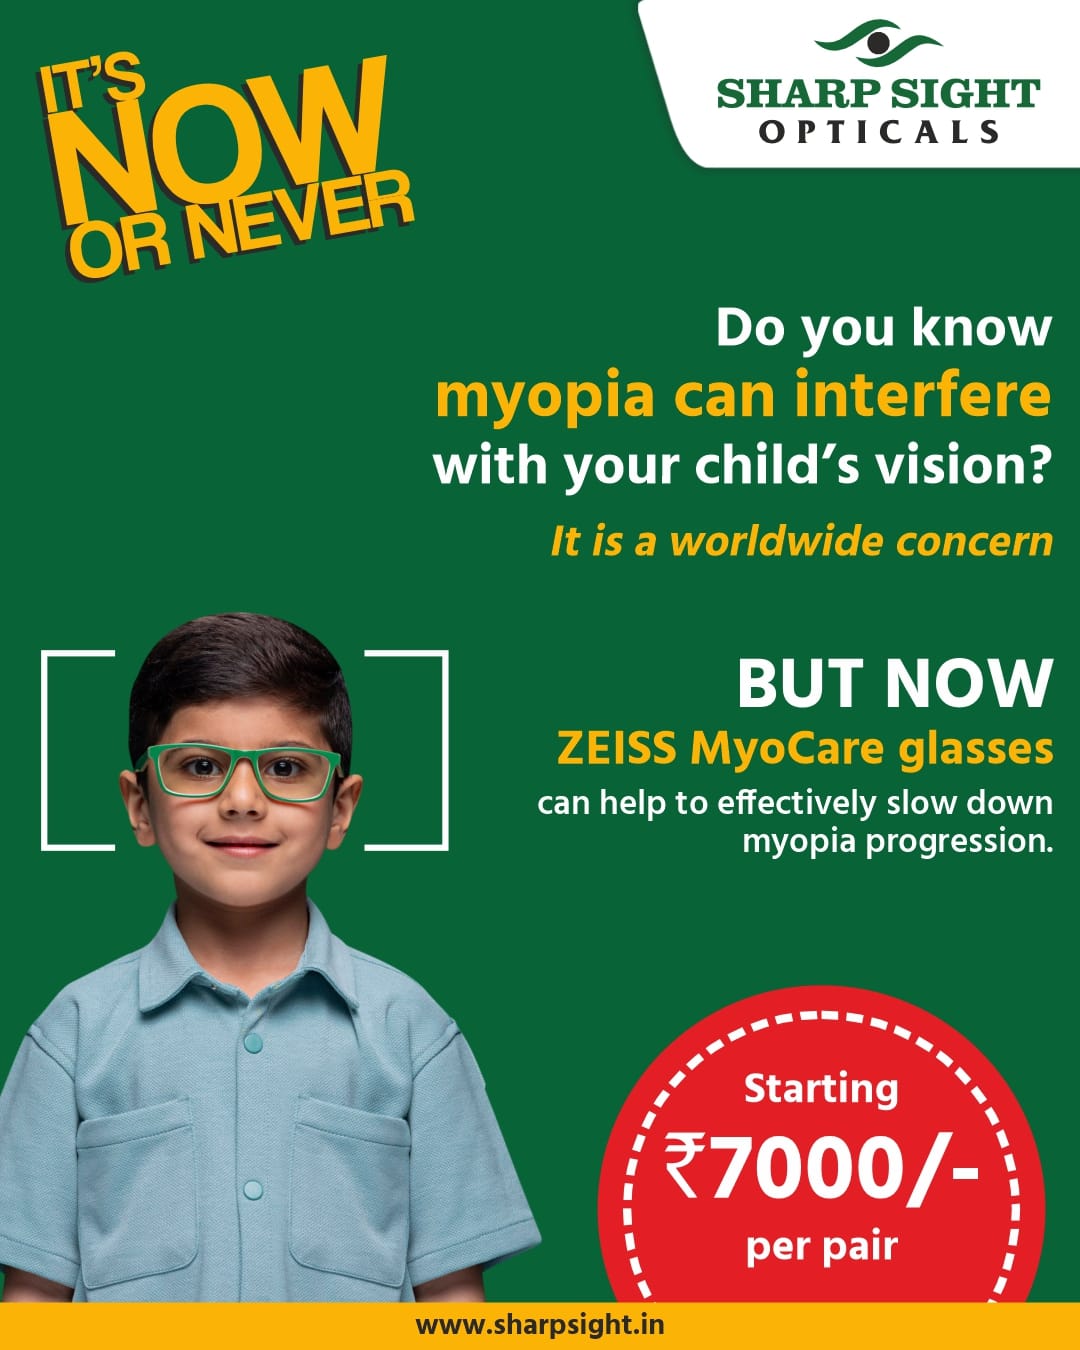 IT'S
NOW
OR NEVER
SHARP SIGHT
OPTICALS
Do you know
myopia can interfere
with your child's vision?
It is a worldwide concern
BUT NOW
ZEISS MyoCare glasses
can help to effectively slow down
myopia progression.
Starting
₹7000/-
per pair
www.sharpsight.in